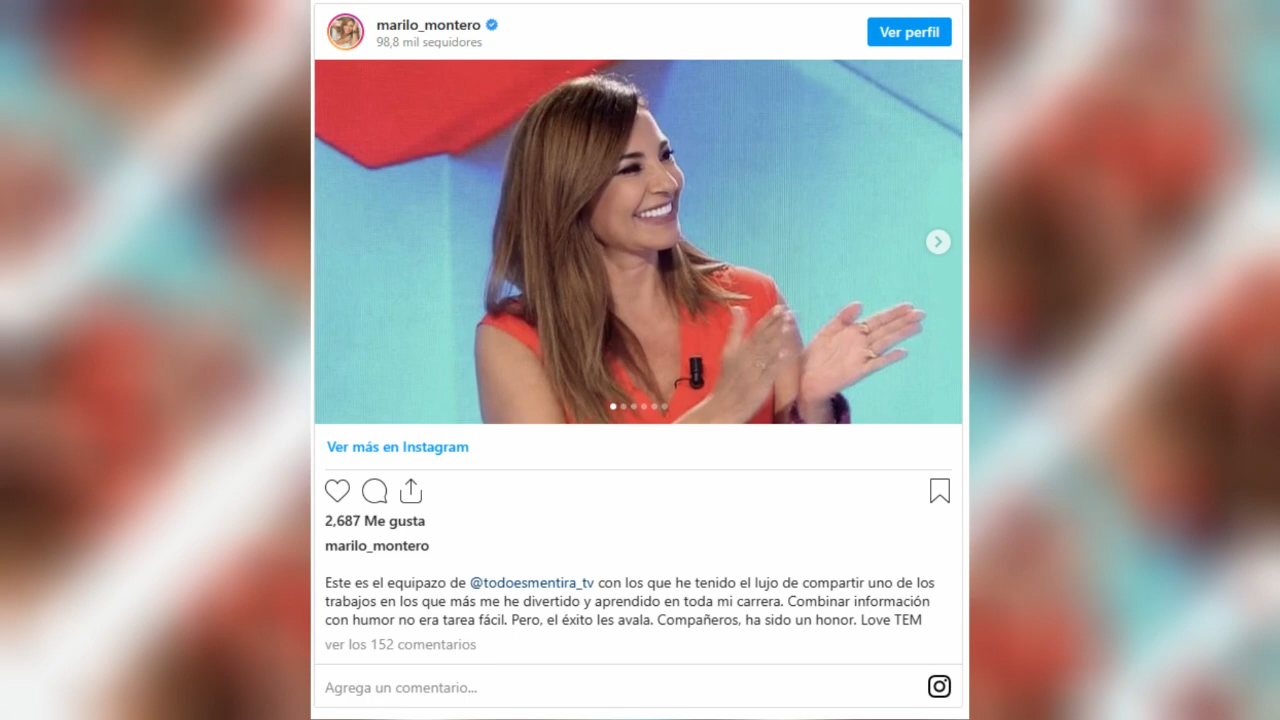 marilo_montero
98,8 mil seguidores
Ver perfil
Ver más en Instagram
2,687 Me gusta
marilo_montero
Este es el equipazo de @todoesmentira_tv con los que he tenido el lujo de compartir uno de los
trabajos en los que más me he divertido y aprendido en toda mi carrera. Combinar información
con humor no era tarea fácil. Pero, el éxito les avala. Compañeros, ha sido un honor. Love TEM
ver los 152 comentarios
Agrega un comentario...